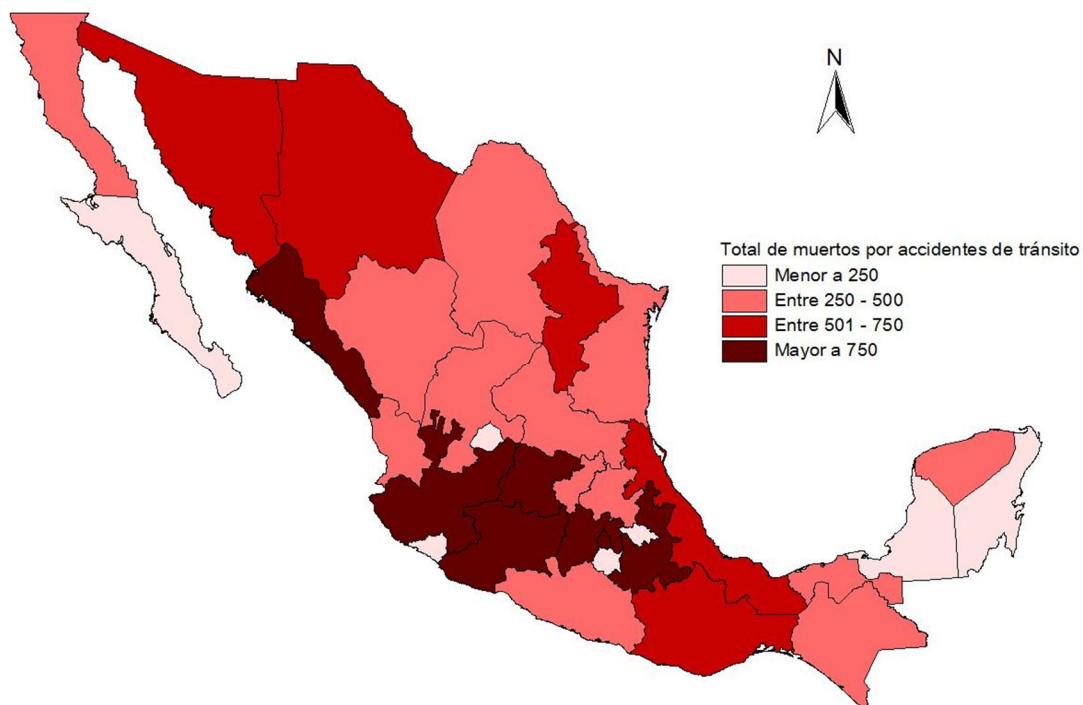 N
Total de muertos por accidentes de tránsito
Menor a 250
Entre 250 - 500
Entre 501 - 750
Mayor a 750